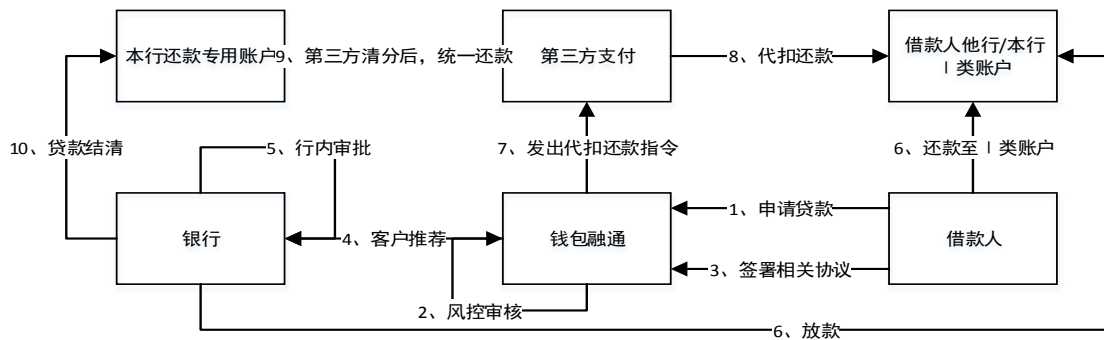 本行还款专用账户
9、第三方清分后，统一还款
第三方支付
8、代扣还款
借款人他行/本行
Ⅰ类账户
10、贷款结清
5、行内审批
7、发出代扣还款指令
6、还款至Ⅰ类账户
银行
4、客户推荐
钱包融通
1、申请贷款
借款人
3、签署相关协议
2、风控审核
6、放款